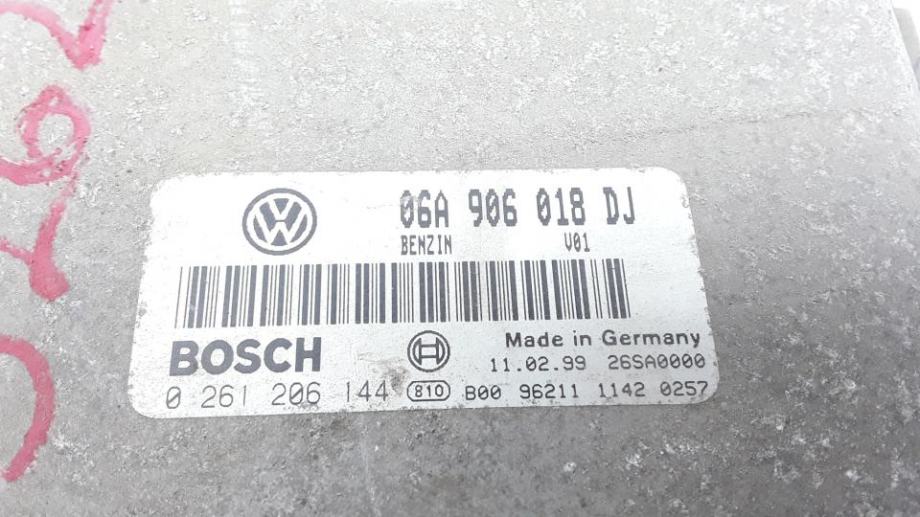 06A 906 018 DJ
BENZIN V01
BOSCH
Made in Germany
11.02.99 26SA0000
0 261 206 144 810 B00 96211 1142 0257